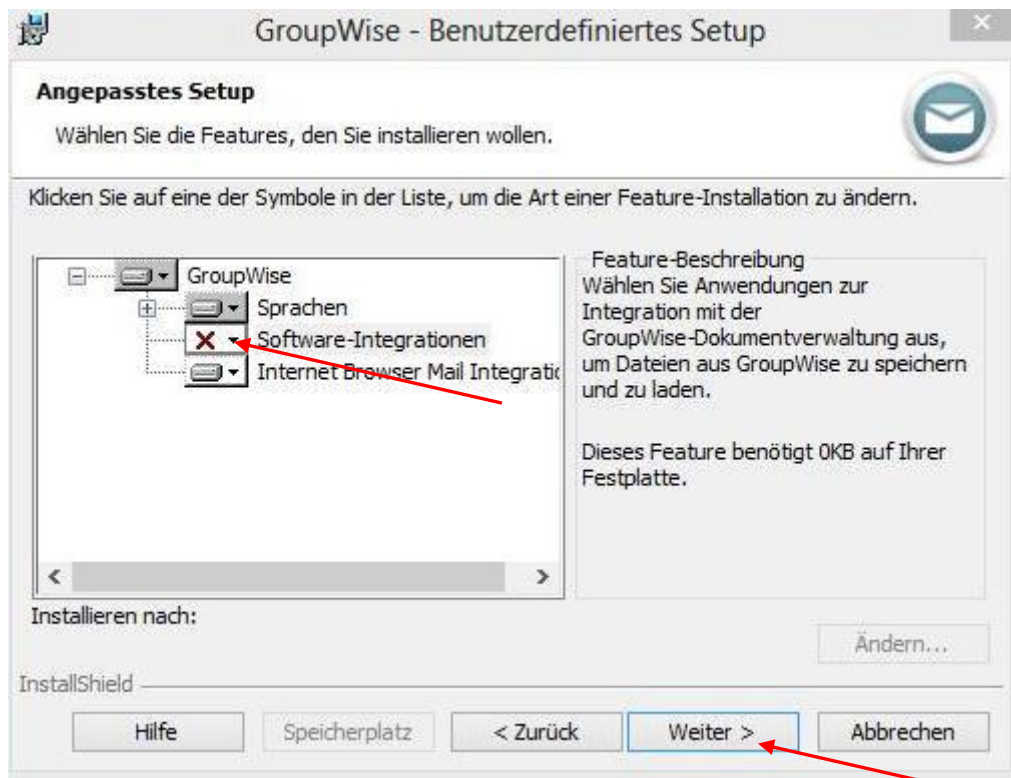 GroupWise - Benutzerdefiniertes Setup
Angepasstes Setup
Wählen Sie die Features, den Sie installieren wollen.
Klicken Sie auf eine der Symbole in der Liste, um die Art einer Feature-Installation zu ändern.
GroupWise
Sprachen
Software-Integrationen
Internet Browser Mail Integratio
Feature-Beschreibung
Wählen Sie Anwendungen zur
Integration mit der
GroupWise-Dokumentverwaltung aus,
um Dateien aus GroupWise zu speichern
und zu laden.
Dieses Feature benötigt 0KB auf Ihrer
Festplatte.
Installieren nach:
Ändern...
InstallShield
Hilfe
Speicherplatz
< Zurück
Weiter >
Abbrechen